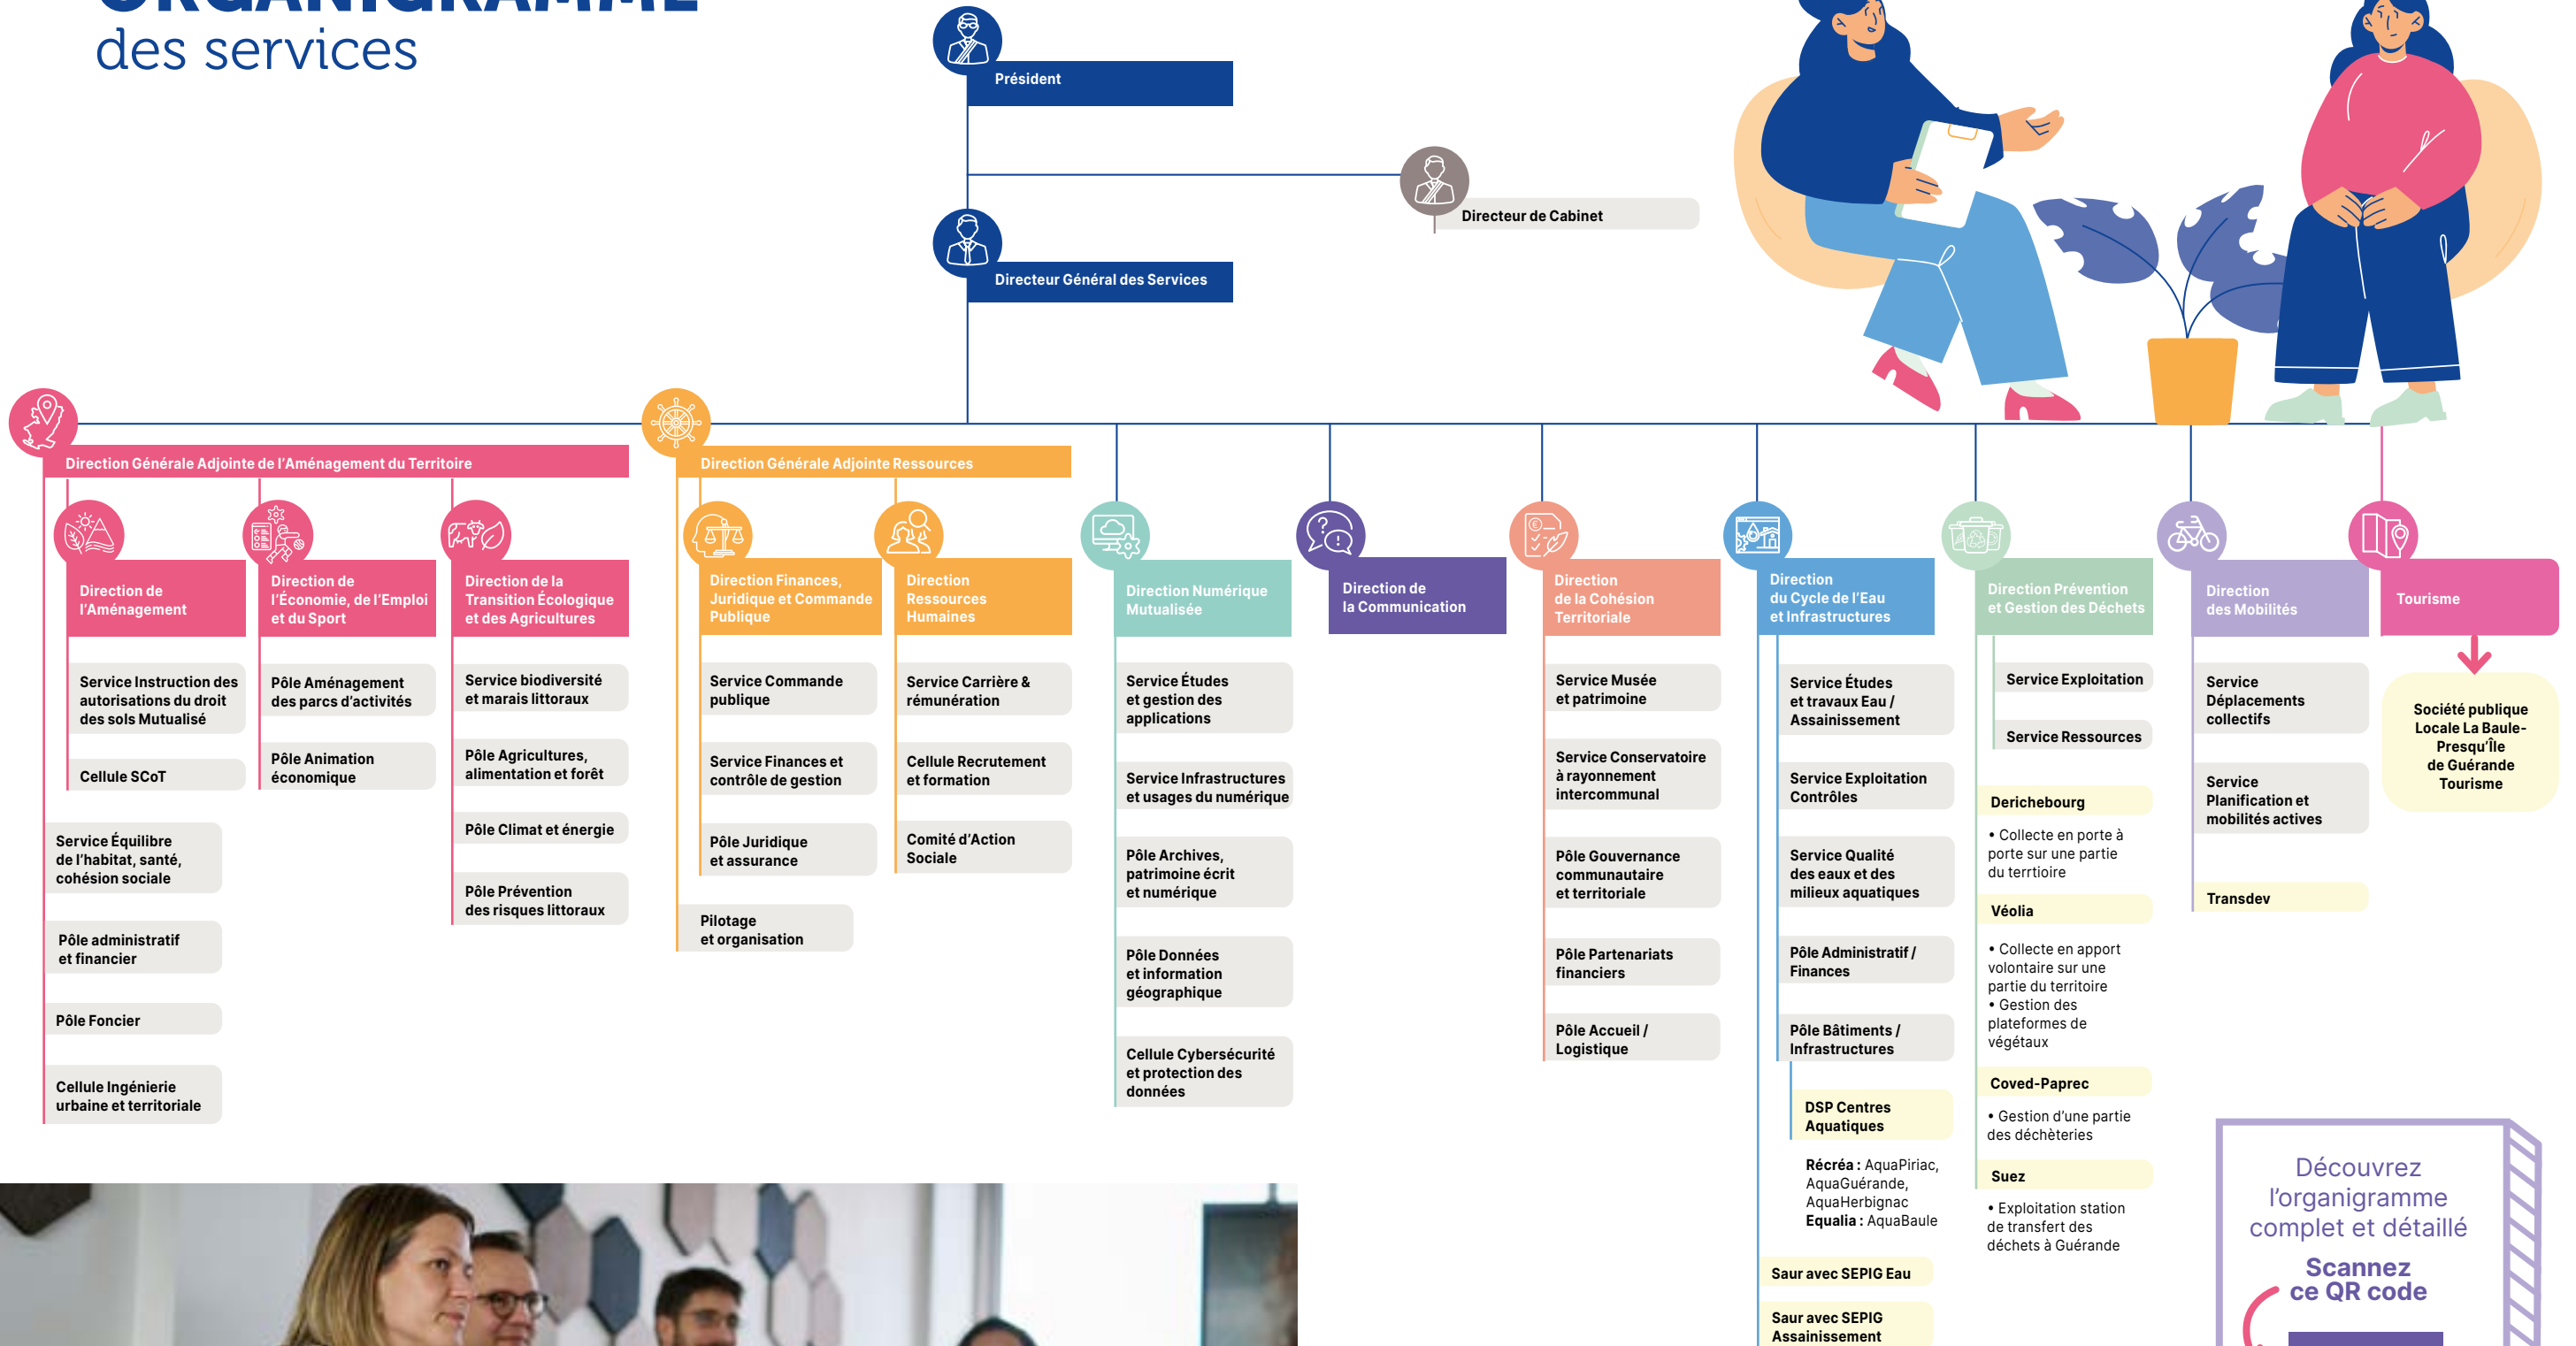 ORGANIGRAMME
des services
Président
Directeur de Cabinet
Directeur Général des Services
Direction Générale Adjointe de l’Aménagement du Territoire
Direction de
l’Aménagement
Service Instruction des
autorisations du droit
des sols Mutualisé
Cellule SCoT
Service Équilibre
de l’habitat, santé,
cohésion sociale
Pôle administratif
et financier
Pôle Foncier
Cellule Ingénierie
urbaine et territoriale
Direction de
l’Économie, de l’Emploi
et du Sport
Pôle Aménagement
des parcs d’activités
Pôle Animation
économique
Direction de la
Transition Écologique
et des Agricultures
Service biodiversité
et marais littoraux
Pôle Agricultures,
alimentation et forêt
Pôle Climat et énergie
Pôle Prévention
des risques littoraux
Direction Générale Adjointe Ressources
Direction Finances,
Juridique et Commande
Publique
Service Commande
publique
Service Finances et
contrôle de gestion
Pôle Juridique
et assurance
Pilotage
et organisation
Direction
Ressources
Humaines
Service Carrière &
rémunération
Cellule Recrutement
et formation
Comité d’Action
Sociale
Direction Numérique
Mutualisée
Service Études
et gestion des
applications
Service Infrastructures
et usages du numérique
Pôle Archives,
patrimoine écrit
et numérique
Pôle Données
et information
géographique
Cellule Cybersécurité
et protection des
données
Direction de
la Communication
Direction
de la Cohésion
Territoriale
Service Musée
et patrimoine
Service Conservatoire
à rayonnement
intercommunal
Pôle Gouvernance
communautaire
et territoriale
Pôle Partenariats
financiers
Pôle Accueil /
Logistique
Direction
du Cycle de l’Eau
et Infrastructures
Service Études
et travaux Eau /
Assainissement
Service Exploitation
Contrôles
Service Qualité
des eaux et des
milieux aquatiques
Pôle Administratif /
Finances
Pôle Bâtiments /
Infrastructures
DSP Centres
Aquatiques
Récréa : AquaPiriac,
AquaGuérande,
AquaHerbignac
Equalia : AquaBaule
Saur avec SEPIG Eau
Saur avec SEPIG
Assainissement
Direction Prévention
et Gestion des Déchets
Service Exploitation
Service Ressources
Derichebourg
• Collecte en porte à
porte sur une partie
du terrtioire
Véolia
• Collecte en apport
volontaire sur une
partie du territoire
• Gestion des
plateformes de
végétaux
Coved-Paprec
• Gestion d’une partie
des déchèteries
Suez
• Exploitation station
de transfert des
déchets à Guérande
Direction
des Mobilités
Service
Déplacements
collectifs
Service
Planification et
mobilités actives
Transdev
Tourisme
Société publique
Locale La Baule-
Presqu’Île
de Guérande
Tourisme
Découvrez
l’organigramme
complet et détaillé
Scannez
ce QR code